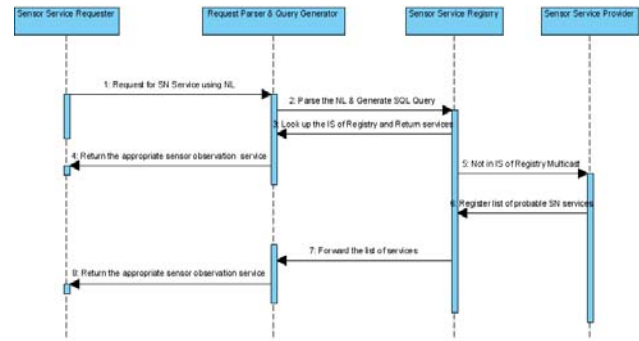 Sensor Service Requester
Request Parser & Query Generator
Sensor Service Registry
Sensor Service Provider
1: Request for SN Service using NL
2: Parse the NL & Generate SQL Query
3: Look up the IS of Registry and Return services
4: Return the appropriate sensor observation service
5: Not in IS of Registry Multicast
6: Register list of probable SN services
7: Forward the list of services
8: Return the appropriate sensor observation service